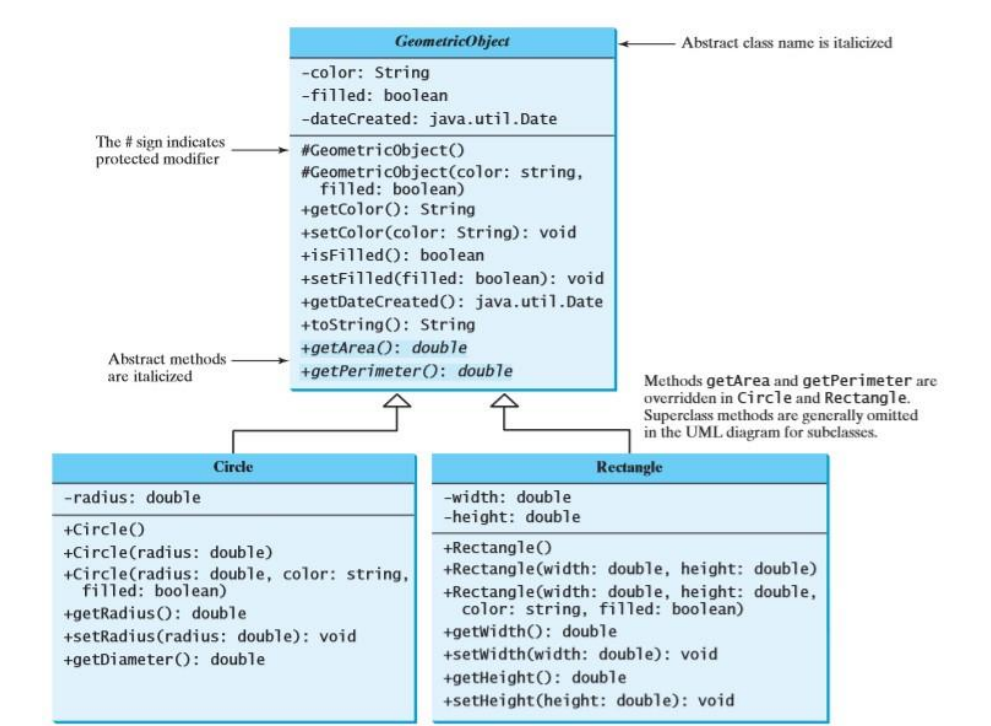 GeometricObject
Abstract class name is italicized
-color: String
-filled: boolean
-dateCreated: java.util.Date
The # sign indicates
protected modifier
#GeometricObject()
#GeometricObject(color: string,
filled: boolean)
+getColor(): String
+setColor(color: String): void
+isFilled(): boolean
+setFilled(filled: boolean): void
+getDateCreated(): java.util.Date
+toString(): String
Abstract methods
are italicized
+getArea(): double
+getPerimeter(): double
Methods getArea and getPerimeter are
overridden in Circle and Rectangle.
Superclass methods are generally omitted
in the UML diagram for subclasses.
Circle
-radius: double
+Circle()
+Circle(radius: double)
+Circle(radius: double, color: string,
filled: boolean)
+getRadius(): double
+setRadius(radius: double): void
+getDiameter(): double
Rectangle
-width: double
-height: double
+Rectangle()
+Rectangle(width: double, height: double)
+Rectangle(width: double, height: double,
color: string, filled: boolean)
+getWidth(): double
+setWidth(width: double): void
+getHeight(): double
+setHeight(height: double): void